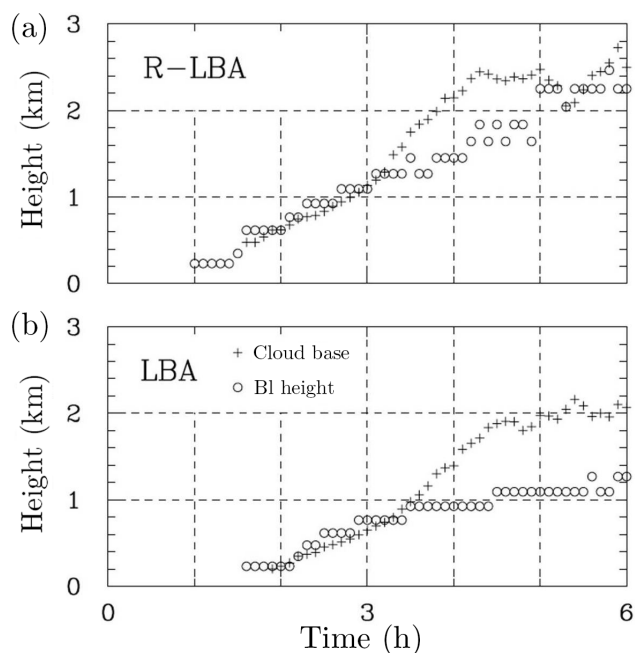 (a)
3
R-LBA
2
Height (km)
1
0
(b)
3
+ Cloud base
LBA
○ Bl height
2
Height (km)
1
0
0 3 6
Time (h)